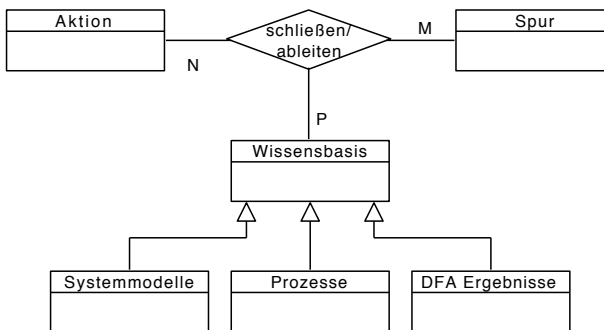 Aktion
schließen/
ableiten
Spur
N
M
P
Wissensbasis
Systemmodelle
Prozesse
DFA Ergebnisse